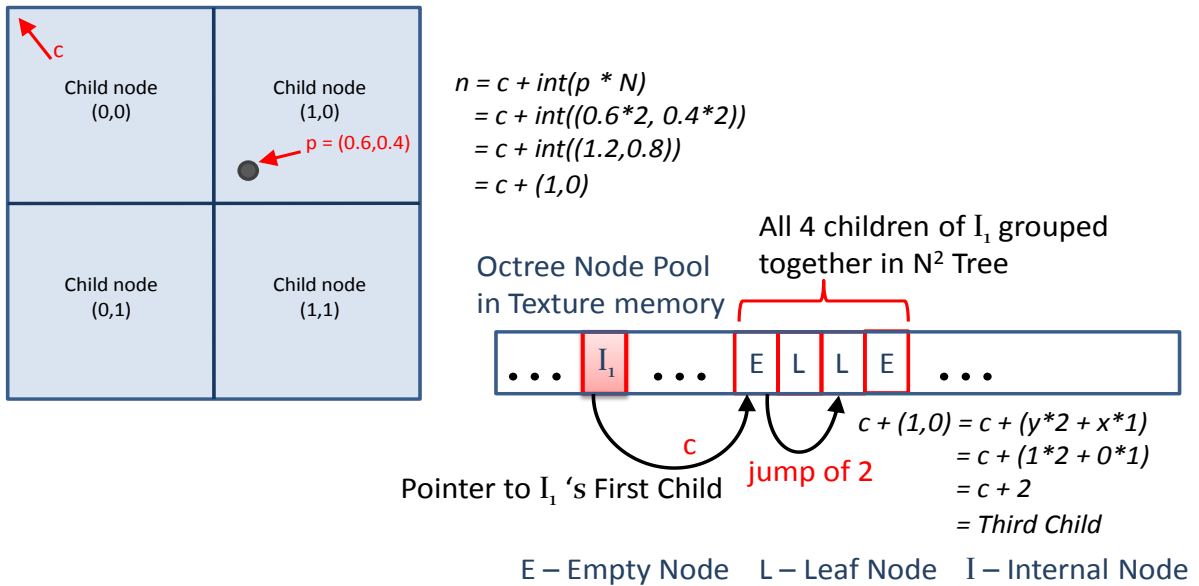 c
Child node
(0,0)
Child node
(1,0)
p = (0.6,0.4)
Child node
(0,1)
Child node
(1,1)
n = c + int(p * N)
= c + int((0.6*2, 0.4*2))
= c + int((1.2,0.8))
= c + (1,0)
All 4 children of I₁ grouped
together in N² Tree
Octree Node Pool
in Texture memory
... I₁ ... E L L E ...
c
Pointer to I₁ 's First Child
jump of 2
c + (1,0) = c + (y*2 + x*1)
= c + (1*2 + 0*1)
= c + 2
= Third Child
E – Empty Node L – Leaf Node I – Internal Node